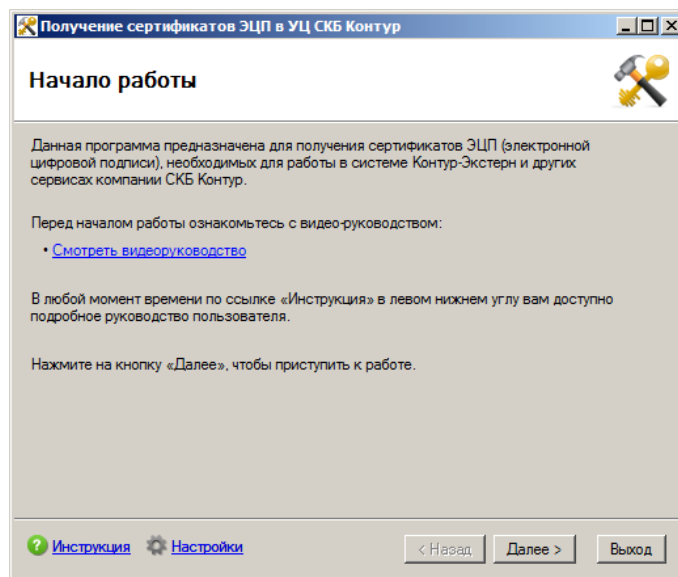 Получение сертификатов ЭЦП в УЦ СКБ Контур
Начало работы
Данная программа предназначена для получения сертификатов ЭЦП (электронной
цифровой подписи), необходимых для работы в системе Контур-Экстерн и других
сервисах компании СКБ Контур.
Перед началом работы ознакомьтесь с видео-руководством:
• Смотреть видеоруководство
В любой момент времени по ссылке «Инструкция» в левом нижнем углу вам доступно
подробное руководство пользователя.
Нажмите на кнопку «Далее», чтобы приступить к работе.
Инструкция Настройки < Назад Далее > Выход